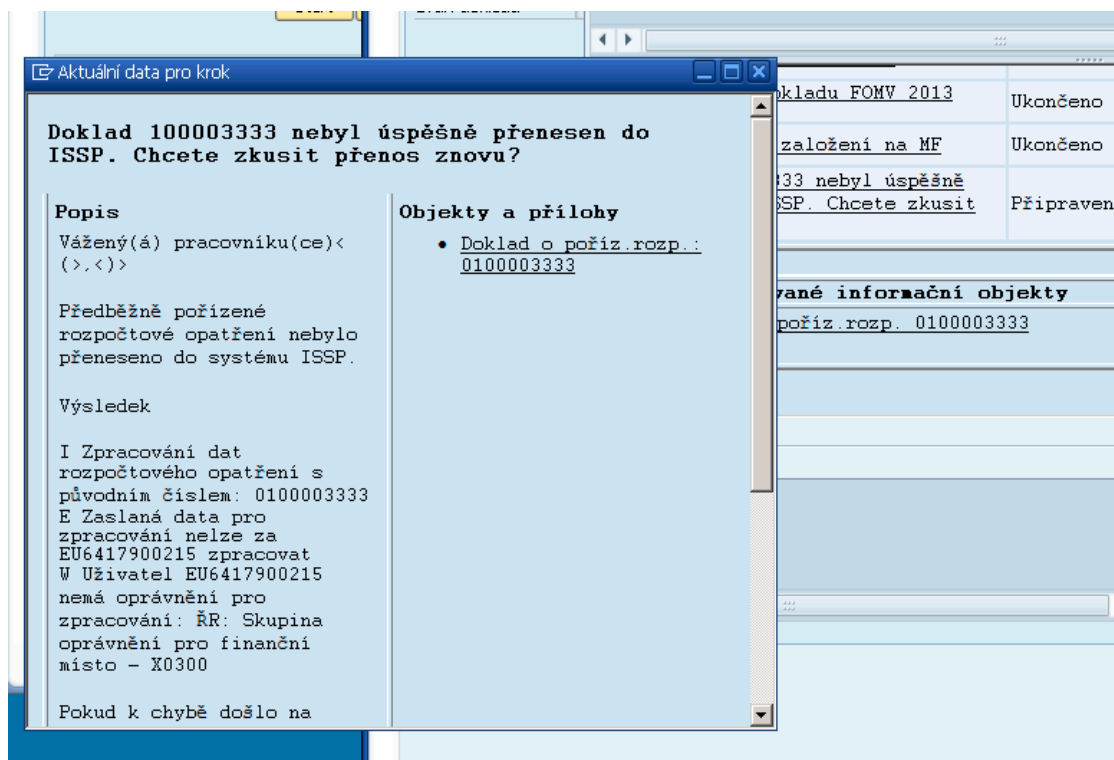 Aktuální data pro krok
Doklad 100003333 nebyl úspěšně přenesen do
ISSP. Chcete zkusit přenos znovu?
Popis
Vážený(á) pracovníku(ce)<
(>,<)>
Předběžně pořízené
rozpočtové opatření nebylo
přeneseno do systému ISSP.
Výsledek
I Zpracování dat
rozpočtového opatření s
původním číslem: 0100003333
E Zaslaná data pro
zpracování nelze za
EU6417900215 zpracovat
W Uživatel EU6417900215
nemá oprávnění pro
zpracování: ŘR: Skupina
oprávnění pro finanční
místo – X0300
Pokud k chybě došlo na
Objekty a přílohy
• Doklad o poříz.rozp.:
0100003333
okladu FOMV 2013
Ukončeno
založení na MF
Ukončeno
333 nebyl úspěšně
SSP. Chcete zkusit
Připraven
vané informační objekty
poříz.rozp. 0100003333